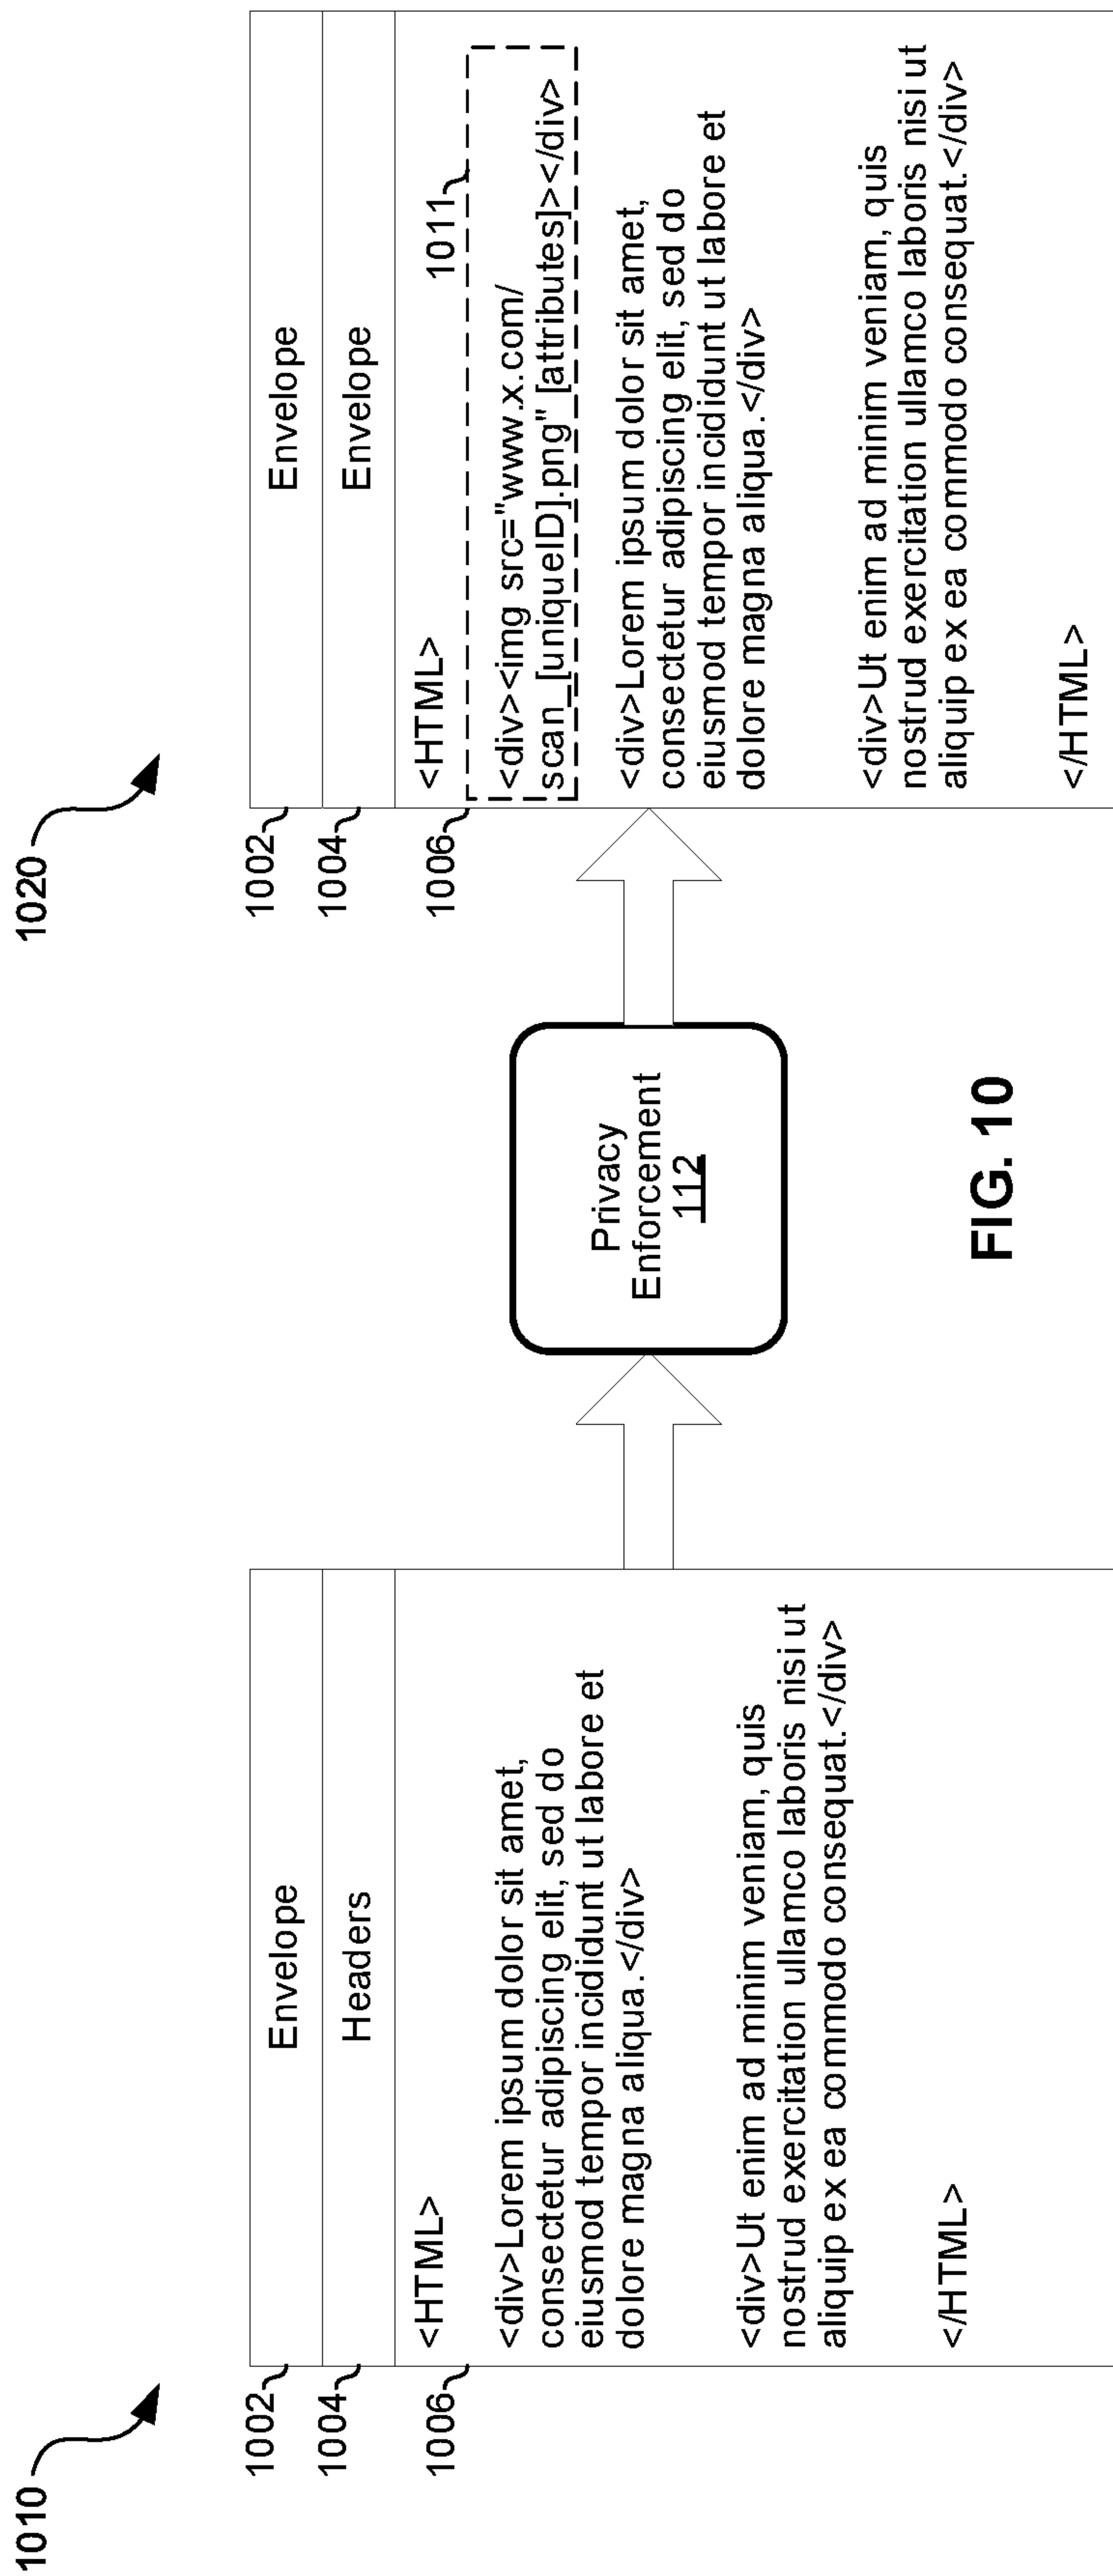 1010
1002
1004
1006
Envelope
Headers
<HTML>
<div>Lorem ipsum dolor sit amet,
consectetur adipiscing elit, sed do
eiusmod tempor incididunt ut labore et
dolore magna aliqua.</div>
<div>Ut enim ad minim veniam, quis
nostrud exercitation ullamco laboris nisi ut
aliquip ex ea commodo consequat.</div>
</HTML>
Privacy
Enforcement
112
1020
1002
1004
1006
Envelope
Envelope
<HTML>
1011
<div><img src="www.x.com/
scan_[uniqueID].png" [attributes]></div>
<div>Lorem ipsum dolor sit amet,
consectetur adipiscing elit, sed do
eiusmod tempor incididunt ut labore et
dolore magna aliqua.</div>
<div>Ut enim ad minim veniam, quis
nostrud exercitation ullamco laboris nisi ut
aliquip ex ea commodo consequat.</div>
</HTML>
FIG. 10